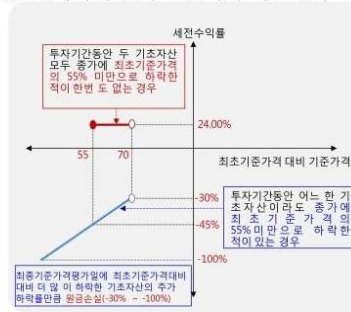 세전수익률
투자기간동안 두 기초자산
모두 종가에 최초기준가격
의 55% 미만으로 하락한
적이 한번 도 없는 경우
24.00%
55
70
최초기준가격 대비 기준가격
-30%
-45%
-100%
투자기간동안 어느 한 기
초자산이라도 종가에
최초기준가격의
55%미만으로 하락한
적이 있는 경우
최종기준가격평가일에 최초기준가격대비
대비 더 많 이 하락한 기초자산의 주가
하락률만큼 원금손실(-30% ~ -100%)